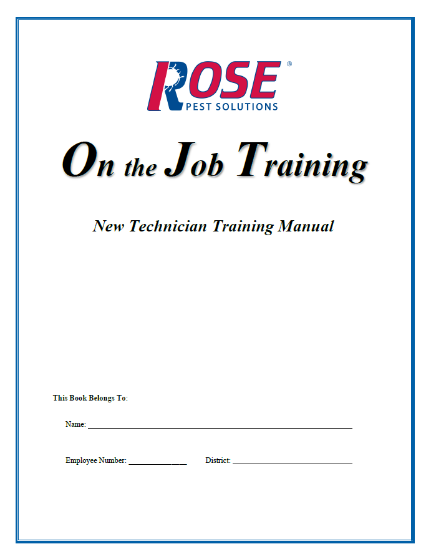 ROSE®
PEST SOLUTIONS
On the Job Training
New Technician Training Manual
This Book Belongs To:
Name: ____________________
Employee Number: __________ District: ____________________